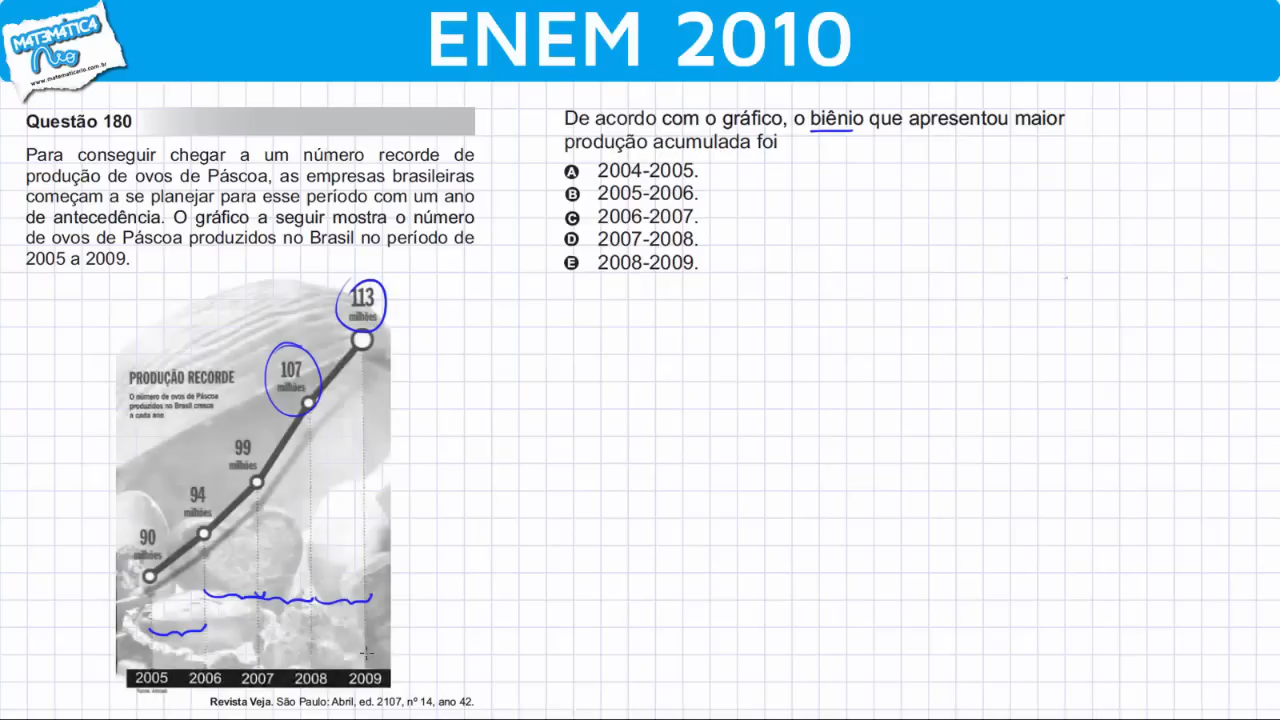 MATEMÁTICA
Rio
www.matematicario.com.br
ENEM 2010
Questão 180
Para conseguir chegar a um número recorde de
produção de ovos de Páscoa, as empresas brasileiras
começam a se planejar para esse período com um ano
de antecedência. O gráfico a seguir mostra o número
de ovos de Páscoa produzidos no Brasil no período de
2005 a 2009.
113
milhões
107
milhões
PRODUÇÃO RECORDE
O número de ovos de Páscoa
produzidos no Brasil cresce
a cada ano
99
milhões
94
milhões
90
milhões
2005 2006 2007 2008 2009
Revista Veja. São Paulo: Abril, ed. 2107, nº 14, ano 42.
De acordo com o gráfico, o biênio que apresentou maior
produção acumulada foi
A 2004-2005.
B 2005-2006.
C 2006-2007.
D 2007-2008.
E 2008-2009.